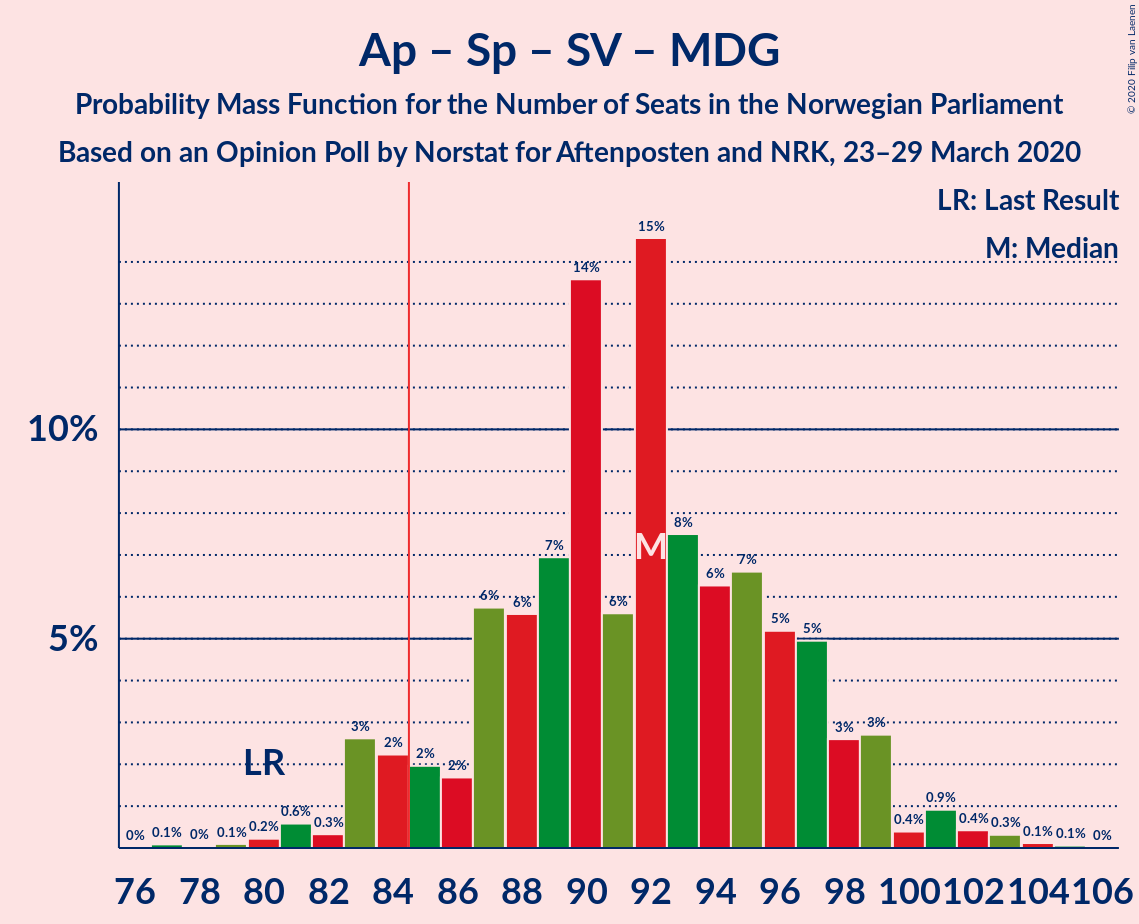 Ap – Sp – SV – MDG
Probability Mass Function for the Number of Seats in the Norwegian Parliament
Based on an Opinion Poll by Norstat for Aftenposten and NRK, 23–29 March 2020
© 2020 Filip van Laenen
LR: Last Result
M: Median
10%
5%
0% 0.1% 0% 0.1% 0.2% 0.6% 0.3% 3% 2% 2% 2% 6% 6% 7% 14% 6% 15% 8% 6% 7% 5% 5% 3% 3% 0.4% 0.9% 0.4% 0.3% 0.1% 0.1% 0%
LR
M
76 78 80 82 84 86 88 90 92 94 96 98 100 102 104 106